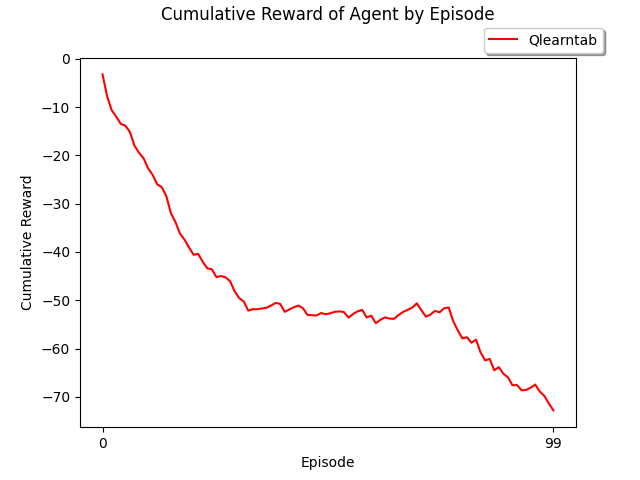 Cumulative Reward of Agent by Episode
Qlearntab
0
−10
−20
−30
−40
−50
−60
−70
Cumulative Reward
0 99
Episode